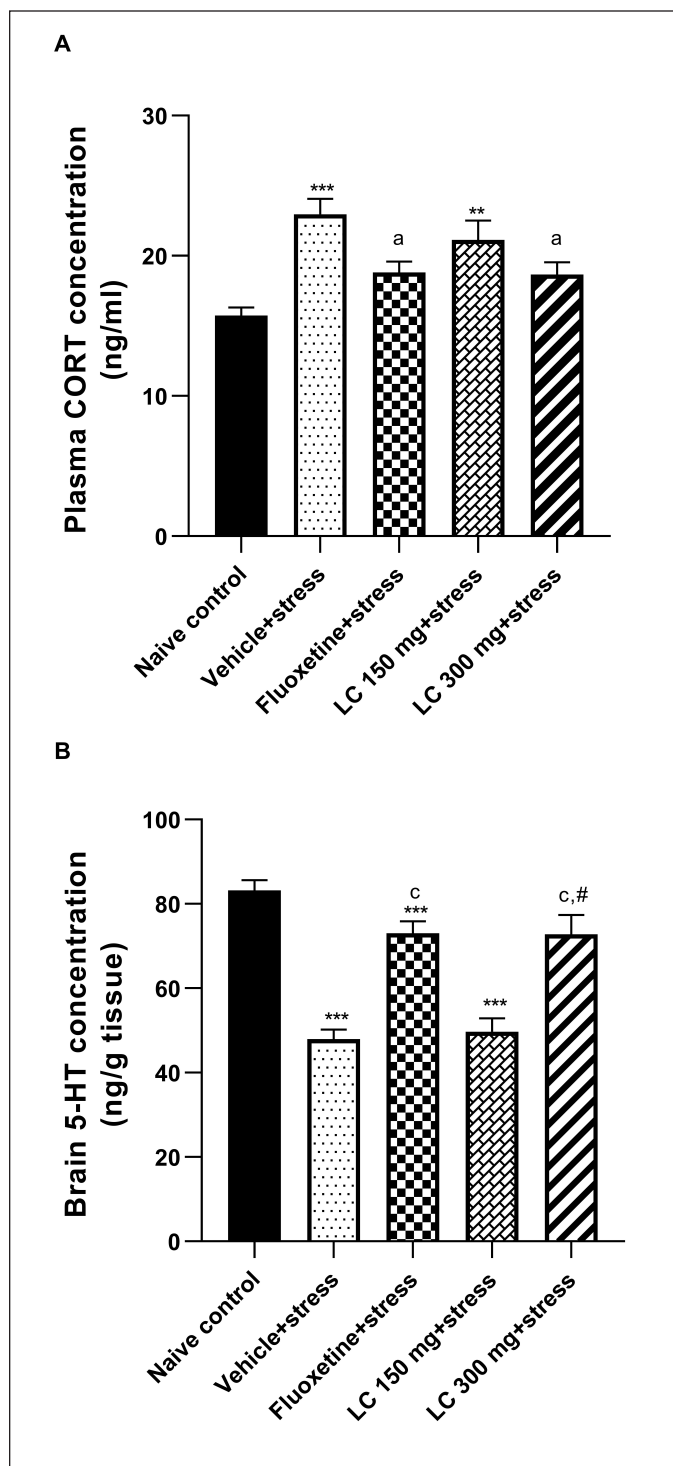 A
Plasma CORT concentration
(ng/ml)
30
20
10
0
***
a
**
a
Naive control
Vehicle+stress
Fluoxetine+stress
LC 150 mg+stress
LC 300 mg+stress
B
Brain 5-HT concentration
(ng/g tissue)
100
80
60
40
20
0
***
c
***
***
c,#
Naive control
Vehicle+stress
Fluoxetine+stress
LC 150 mg+stress
LC 300 mg+stress